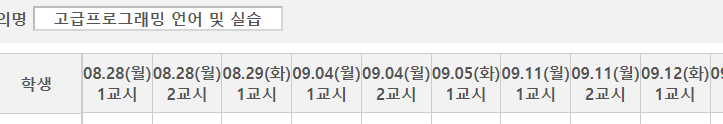 의명 고급프로그래밍 언어 및 실습
학생 08.28(월) 08.28(월) 08.29(화) 09.04(월) 09.04(월) 09.05(화) 09.11(월) 09.11(월) 09.12(화)
1교시 2교시 1교시 1교시 2교시 1교시 1교시 2교시 1교시